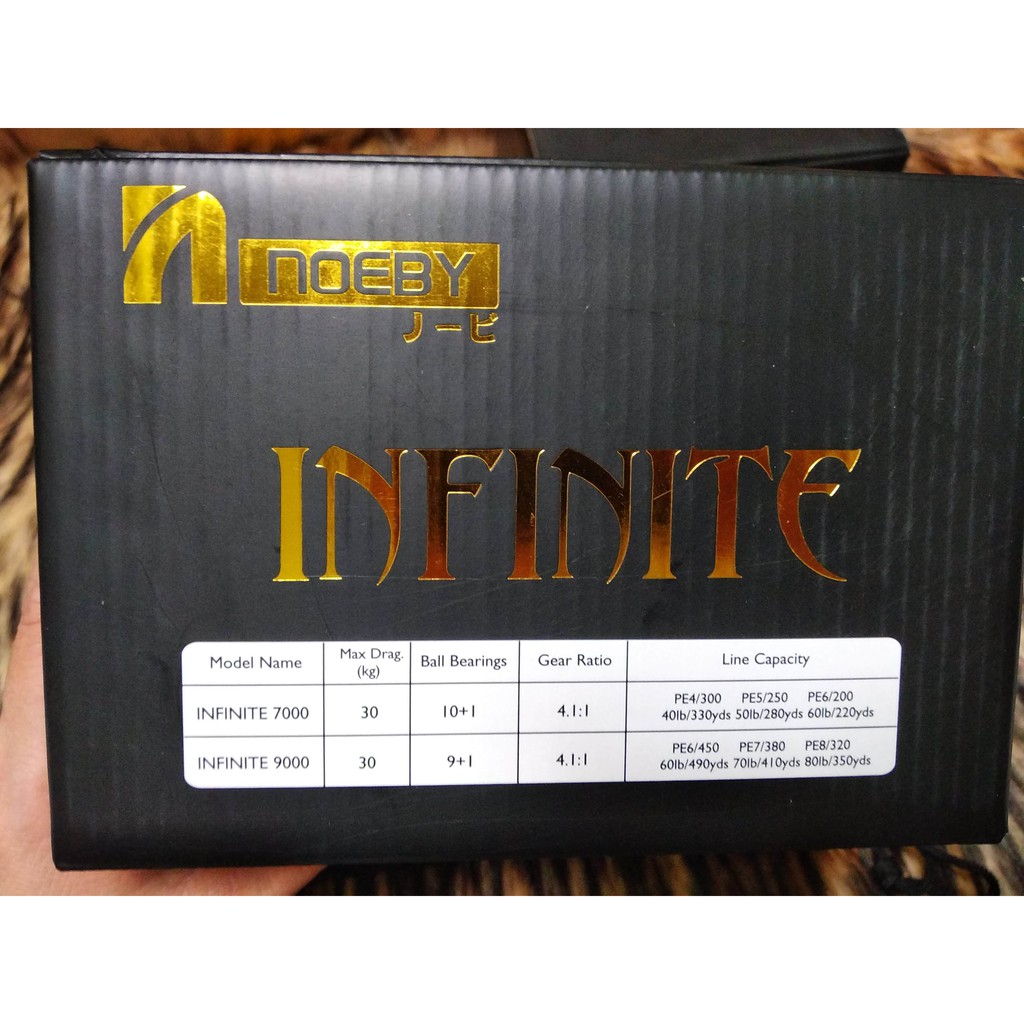 NOEBY
ノービ
INFINITE
Model Name Max Drag. (kg) Ball Bearings Gear Ratio Line Capacity
INFINITE 7000 30 10+1 4.1:1 PE4/300 PE5/250 PE6/200
40lb/330yds 50lb/280yds 60lb/220yds
INFINITE 9000 30 9+1 4.1:1 PE6/450 PE7/380 PE8/320
60lb/490yds 70lb/410yds 80lb/350yds